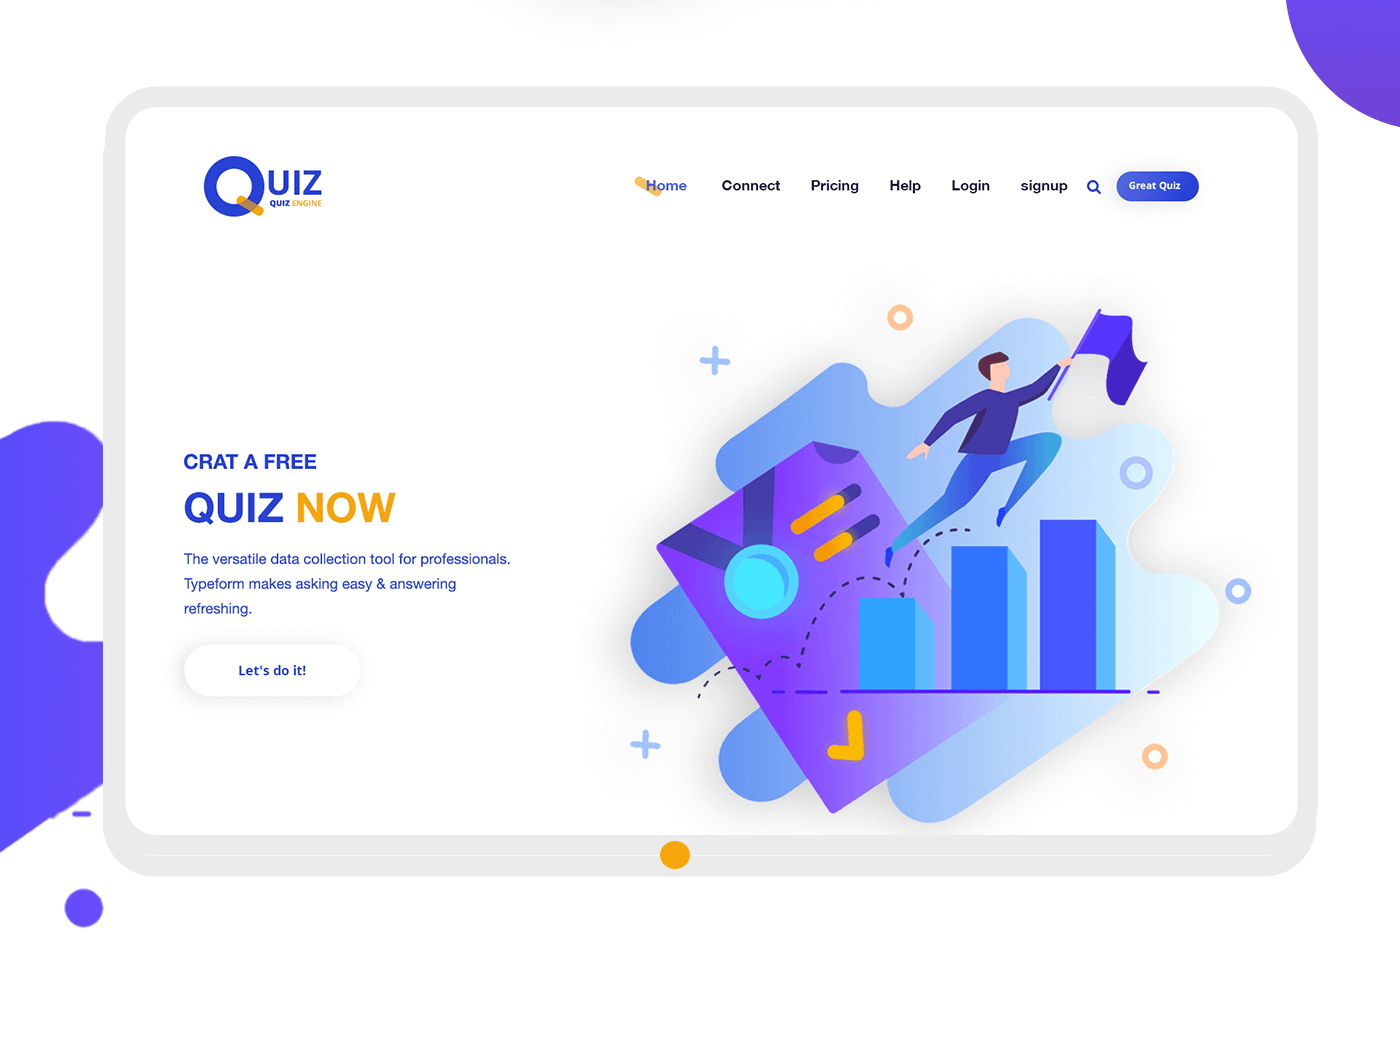 QUIZ
QUIZ ENGINE
Home Connect Pricing Help Login signup Great Quiz
CRAT A FREE
QUIZ NOW
The versatile data collection tool for professionals.
Typeform makes asking easy & answering
refreshing.
Let's do it!